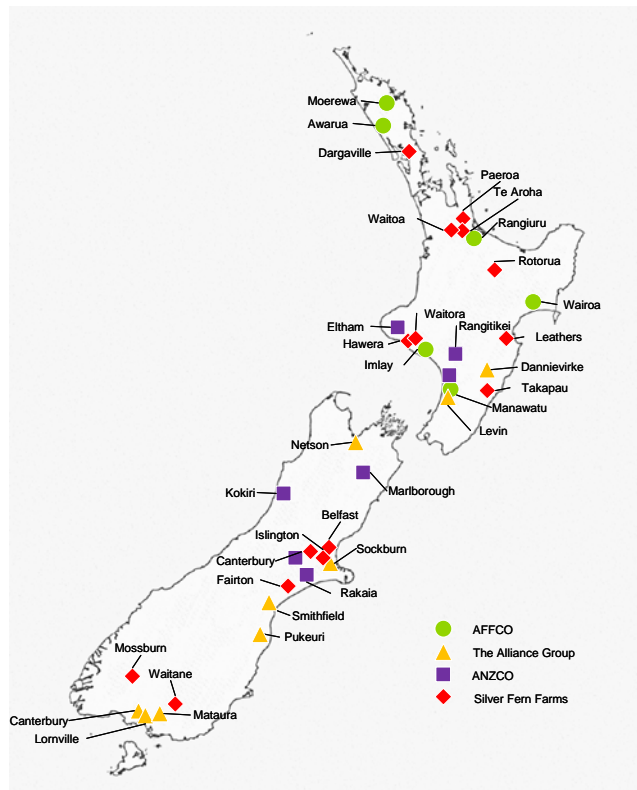 Moerewa
Awarua
Dargaville
Paeroa
Te Aroha
Waitoa
Rangiuru
Rotorua
Wairoa
Waitora
Eltham
Rangitikei
Hawera
Leathers
Imlay
Dannievirke
Takapau
Manawatu
Levin
Netson
Kokiri
Marlborough
Belfast
Islington
Sockburn
Canterbury
Fairton
Rakaia
Smithfield
Pukeuri
Mossburn
Waitane
Canterbury
Mataura
Lornville
AFFCO
The Alliance Group
ANZCO
Silver Fern Farms